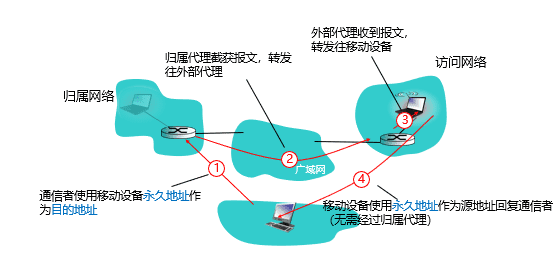 外部代理收到报文，
转发往移动设备
归属代理截获报文，转发
往外部代理
访问网络
归属网络
3
2
广域网
1
4
通信者使用移动设备永久地址作
为目的地址
移动设备使用永久地址作为源地址回复通信者
（无需经过归属代理）